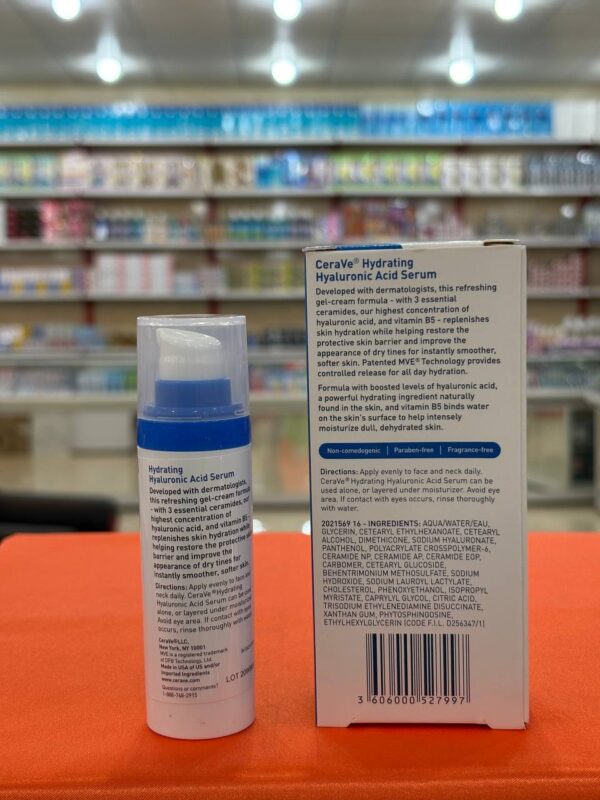 Hydrating
Hyaluronic Acid Serum
Developed with dermatologists,
this refreshing gel-cream formula
- with 3 essential ceramides, our
highest concentration of
hyaluronic acid, and vitamin B5-
replenishes skin hydration while
helping restore the protective skin
barrier and improve the
appearance of dry tines for
instantly smoother, softer skin.
Directions: Apply evenly to face and
neck daily. CeraVe® Hydrating
Hyaluronic Acid Serum can be used
alone, or layered under moisturizer.
Avoid eye area. If contact with eyes
occurs, rinse thoroughly with water.
CeraVe® LLC,
New York, NY 10001
MVE is a registered trademark
of DFB Technology, Ltd.
Made in USA of US and/or
Imported Ingredients
www.cerave.com
Questions or comments?
1-888-768-2915
LOT
CeraVe® Hydrating
Hyaluronic Acid Serum
Developed with dermatologists, this refreshing
gel-cream formula - with 3 essential
ceramides, our highest concentration of
hyaluronic acid, and vitamin B5 - replenishes
skin hydration while helping restore the
protective skin barrier and improve the
appearance of dry tines for instantly smoother,
softer skin. Patented MVE® Technology provides
controlled release for all day hydration.
Formula with boosted levels of hyaluronic acid,
a powerful hydrating ingredient naturally
found in the skin, and vitamin B5 binds water
on the skin's surface to help intensely
moisturize dull, dehydrated skin.
Non-comedogenic | Paraben-free | Fragrance-free
Directions: Apply evenly to face and neck daily.
CeraVe® Hydrating Hyaluronic Acid Serum can be
used alone, or layered under moisturizer. Avoid eye
area. If contact with eyes occurs, rinse thoroughly
with water.
2021569 16 - INGREDIENTS: AQUA/WATER/EAU,
GLYCERIN, CETEARYL ETHYLHEXANOATE, CETEARYL
ALCOHOL, DIMETHICONE, SODIUM HYALURONATE,
PANTHENOL, POLYACRYLATE CROSSPOLYMER-6,
CERAMIDE NP, CERAMIDE AP, CERAMIDE EOP,
CARBOMER, CETEARYL GLUCOSIDE,
BEHENTRIMONIUM METHOSULFATE, SODIUM
HYDROXIDE, SODIUM LAUROYL LACTYLATE,
CHOLESTEROL, PHENOXYETHANOL, ISOPROPYL
MYRISTATE, CAPRYLYL GLYCOL, CITRIC ACID,
TRISODIUM ETHYLENEDIAMINE DISUCCINATE,
XANTHAN GUM, PHYTOSPHINGOSINE,
ETHYLHEXYLGLYCERIN [CODE F.I.L. D256347/1]
3 606000 527997